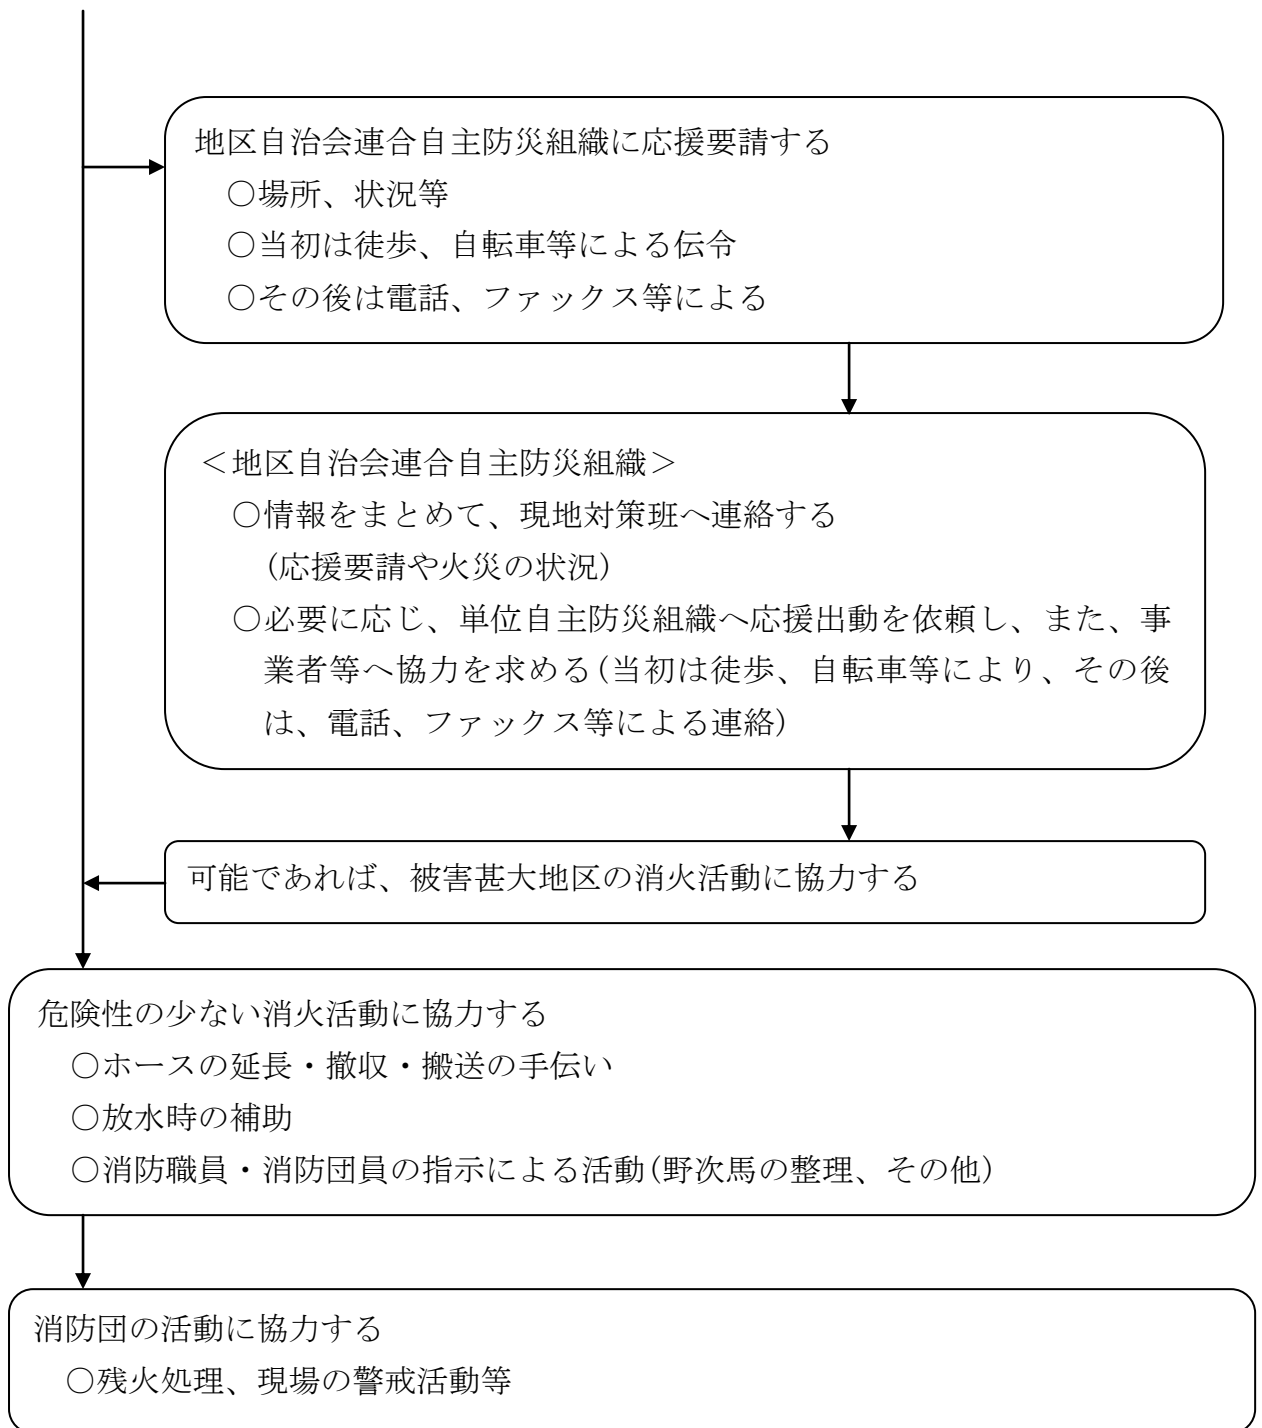 地区自治会連合自主防災組織に応援要請する
○場所、状況等
○当初は徒歩、自転車等による伝令
○その後は電話、ファックス等による
＜地区自治会連合自主防災組織＞
○情報をまとめて、現地対策班へ連絡する
(応援要請や火災の状況)
○必要に応じ、単位自主防災組織へ応援出動を依頼し、また、事
業者等へ協力を求める(当初は徒歩、自転車等により、その後
は、電話、ファックス等による連絡)
可能であれば、被害甚大地区の消火活動に協力する
危険性の少ない消火活動に協力する
○ホースの延長・撤収・搬送の手伝い
○放水時の補助
○消防職員・消防団員の指示による活動(野次馬の整理、その他)
消防団の活動に協力する
○残火処理、現場の警戒活動等